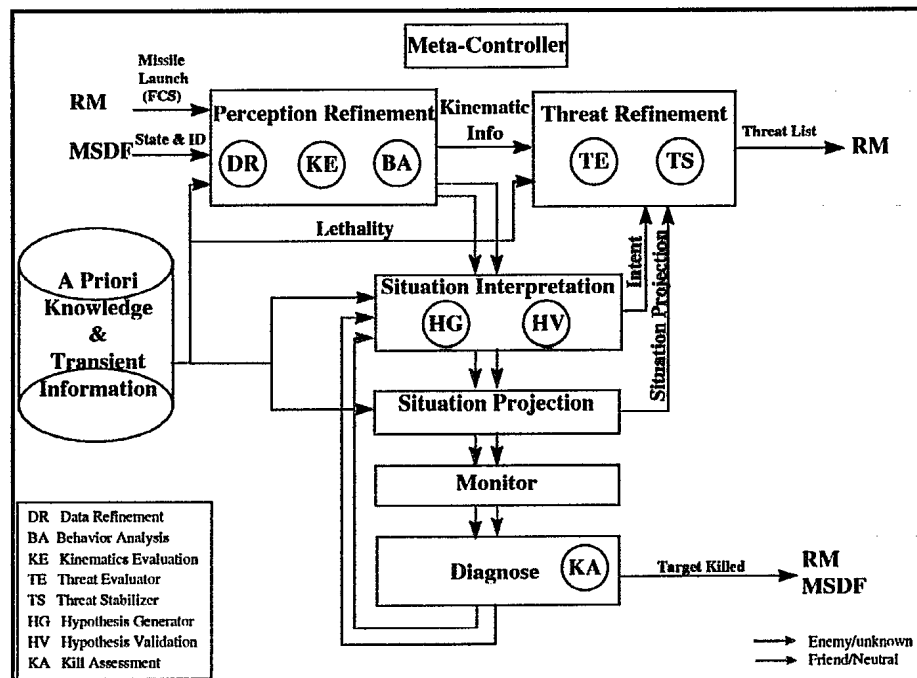 Meta-Controller
Missile
Launch
(FCS)
RM
MSDF
State & ID
Perception Refinement
DR
KE
BA
Kinematic
Info
Threat Refinement
TE
TS
Threat List
RM
Lethality
A Priori
Knowledge
&
Transient
Information
Situation Interpretation
HG
HV
Intent
Situation Projection
Situation Projection
Monitor
Diagnose
KA
Target Killed
RM
MSDF
DR Data Refinement
BA Behavior Analysis
KE Kinematics Evaluation
TE Threat Evaluator
TS Threat Stabilizer
HG Hypothesis Generator
HV Hypothesis Validation
KA Kill Assessment
Enemy/unknown
Friend/Neutral